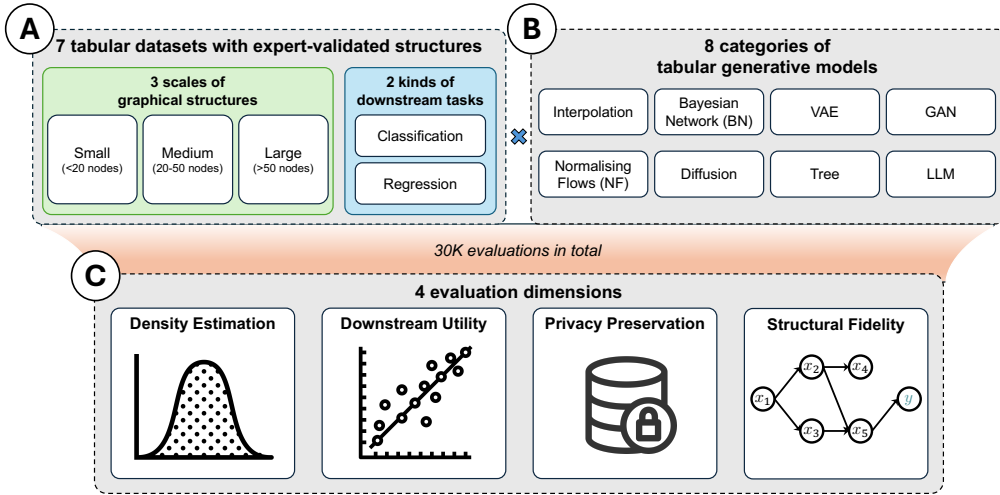 A
7 tabular datasets with expert-validated structures
3 scales of
graphical structures
Small
(<20 nodes)
Medium
(20-50 nodes)
Large
(>50 nodes)
2 kinds of
downstream tasks
Classification
Regression
B
8 categories of
tabular generative models
Interpolation
Bayesian
Network (BN)
VAE
GAN
Normalising
Flows (NF)
Diffusion
Tree
LLM
30K evaluations in total
C
4 evaluation dimensions
Density Estimation
Downstream Utility
Privacy Preservation
Structural Fidelity
x₁
x₂
x₃
x₄
x₅
y